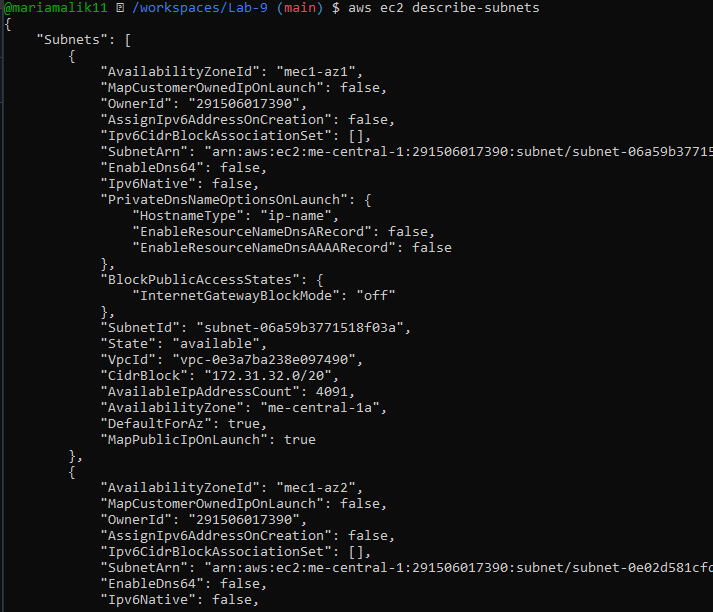 @mariamalik11 /workspaces/Lab-9 (main) $ aws ec2 describe-subnets
{
    "Subnets": [
        {
            "AvailabilityZoneId": "mec1-az1",
            "MapCustomerOwnedIpOnLaunch": false,
            "OwnerId": "291506017390",
            "AssignIpv6AddressOnCreation": false,
            "Ipv6CidrBlockAssociationSet": [],
            "SubnetArn": "arn:aws:ec2:me-central-1:291506017390:subnet/subnet-06a59b37715
            "EnableDns64": false,
            "Ipv6Native": false,
            "PrivateDnsNameOptionsOnLaunch": {
                "HostnameType": "ip-name",
                "EnableResourceNameDnsARecord": false,
                "EnableResourceNameDnsAAAARecord": false
            },
            "BlockPublicAccessStates": {
                "InternetGatewayBlockMode": "off"
            },
            "SubnetId": "subnet-06a59b3771518f03a",
            "State": "available",
            "VpcId": "vpc-0e3a7ba238e097490",
            "CidrBlock": "172.31.32.0/20",
            "AvailableIpAddressCount": 4091,
            "AvailabilityZone": "me-central-1a",
            "DefaultForAz": true,
            "MapPublicIpOnLaunch": true
        },
        {
            "AvailabilityZoneId": "mec1-az2",
            "MapCustomerOwnedIpOnLaunch": false,
            "OwnerId": "291506017390",
            "AssignIpv6AddressOnCreation": false,
            "Ipv6CidrBlockAssociationSet": [],
            "SubnetArn": "arn:aws:ec2:me-central-1:291506017390:subnet/subnet-0e02d581cfd
            "EnableDns64": false,
            "Ipv6Native": false,